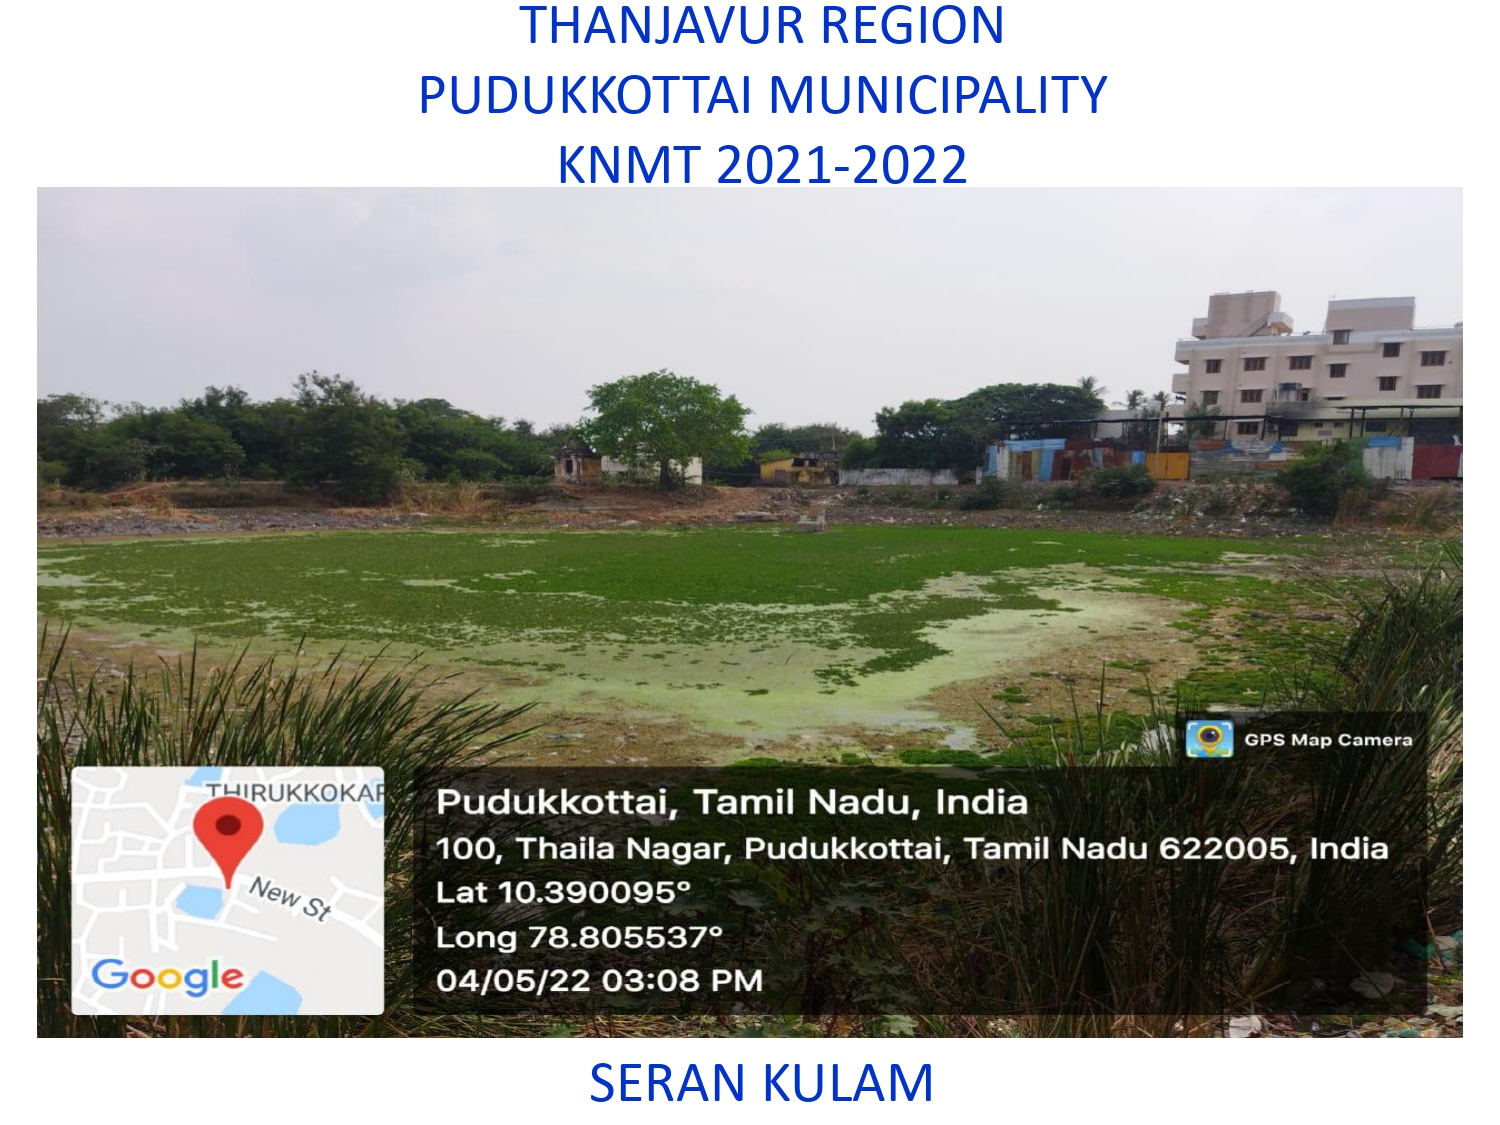 THANJAVUR REGION
PUDUKKOTTAI MUNICIPALITY
KNMT 2021-2022
GPS Map Camera
THIRUKKOKAR
New St
Google
Pudukkottai, Tamil Nadu, India
100, Thaila Nagar, Pudukkottai, Tamil Nadu 622005, India
Lat 10.390095°
Long 78.805537°
04/05/22 03:08 PM
SERAN KULAM